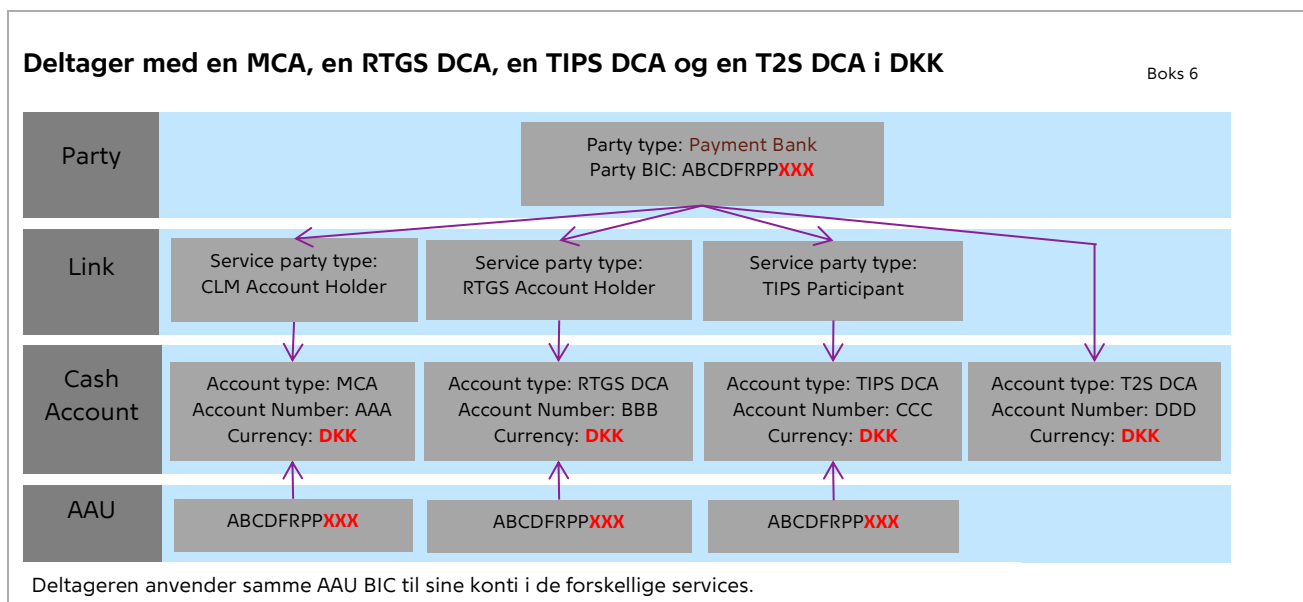 Deltager med en MCA, en RTGS DCA, en TIPS DCA og en T2S DCA i DKK
Boks 6
Party
Party type: Payment Bank
Party BIC: ABCDFRPPXXX
Link
Service party type:
CLM Account Holder
Service party type:
RTGS Account Holder
Service party type:
TIPS Participant
Cash
Account
Account type: MCA
Account Number: AAA
Currency: DKK
Account type: RTGS DCA
Account Number: BBB
Currency: DKK
Account type: TIPS DCA
Account Number: CCC
Currency: DKK
Account type: T2S DCA
Account Number: DDD
Currency: DKK
AAU
ABCDFRPPXXX
ABCDFRPPXXX
ABCDFRPPXXX
Deltageren anvender samme AAU BIC til sine konti i de forskellige services.